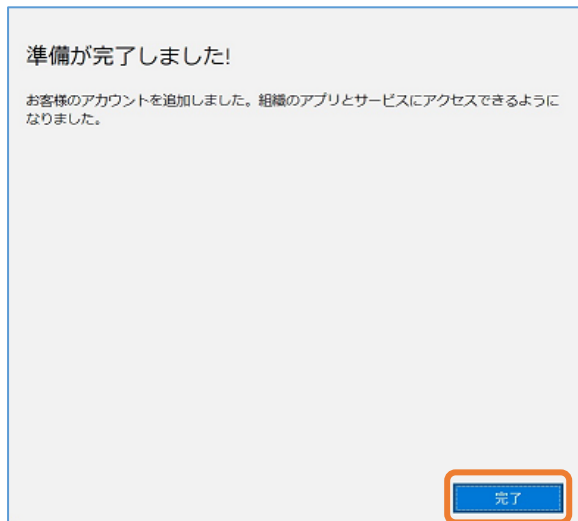 準備が完了しました!
お客様のアカウントを追加しました。組織のアプリとサービスにアクセスできるように
なりました。
完了